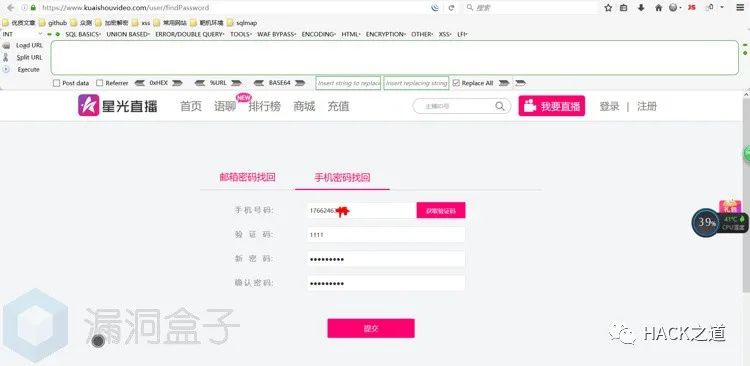 https://www.kuaishouvideo.com/user/findPassword
搜索
优质文章 github 众测 加密解密 xss 常用网站 靶机环境 sqlmap
INT SQL BASICS UNION BASED ERROR/DOUBLE QUERY TOOLS WAF BYPASS ENCODING HTML ENCRYPTION OTHER XSS LFI
Load URL
Split URL
Execute
Post data Referrer 0xHEX %URL BASE64 Insert string to replace Insert replacing string Replace All
星光直播 首页 语聊 NEW 排行榜 商城 充值 主播ID号 我要直播 登录 | 注册
邮箱密码找回 手机密码找回
手机号码: 1766246 获取验证码
验 证 码: 1111
新 密 码: ●●●●●●●●●
确认密码: ●●●●●●●●●
提交
39% 41℃
CPU温度
漏洞盒子
HACK之道